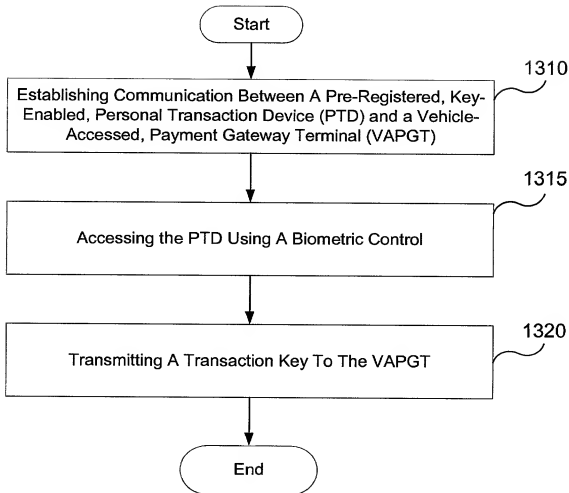 Start
1310
Establishing Communication Between A Pre-Registered, Key-
Enabled, Personal Transaction Device (PTD) and a Vehicle-
Accessed, Payment Gateway Terminal (VAPGT)
1315
Accessing the PTD Using A Biometric Control
1320
Transmitting A Transaction Key To The VAPGT
End